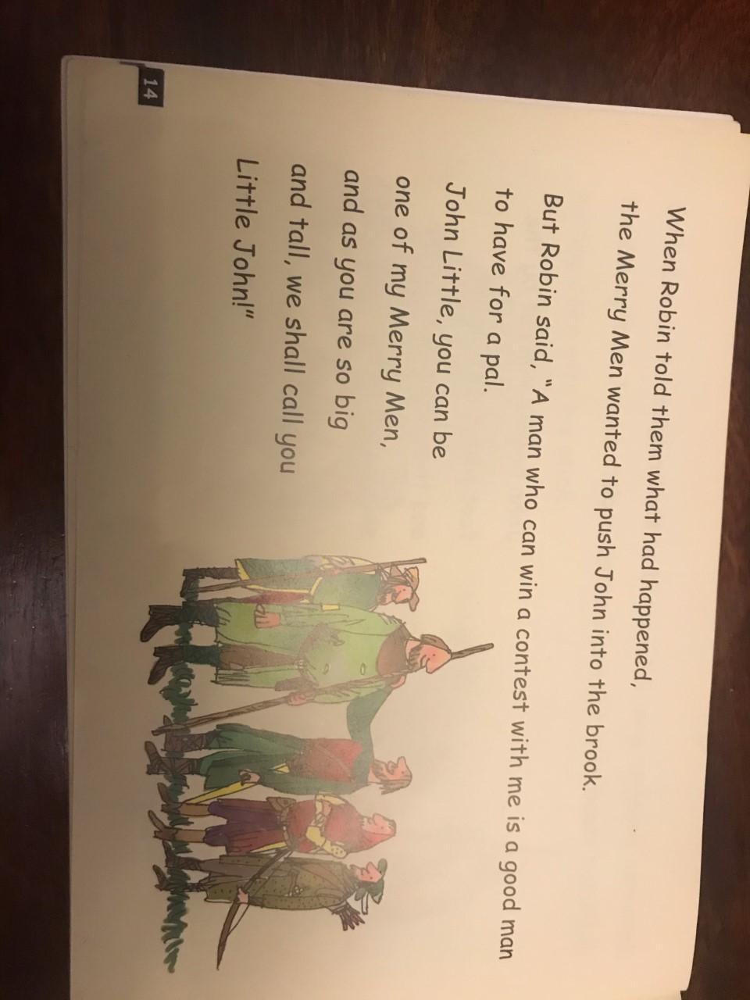 When Robin told them what had happened,
the Merry Men wanted to push John into the brook.
But Robin said, "A man who can win a contest with me is a good man
to have for a pal.
John Little, you can be
one of my Merry Men,
and as you are so big
and tall, we shall call you
Little John!"
14